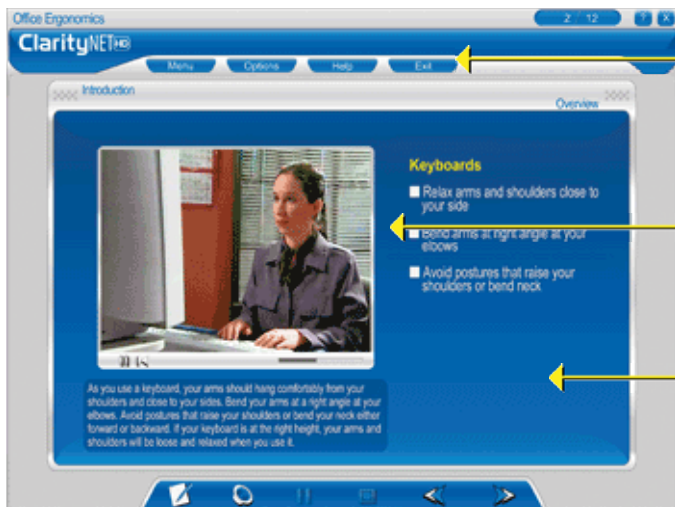 Office Ergonomics
2 / 12
? X
ClarityNET HD
Menu Options Help Exit
Introduction
Overview
Keyboards
Relax arms and shoulders close to
your side
Bend arms at right angle at your
elbows
Avoid postures that raise your
shoulders or bend neck
As you use a keyboard, your arms should hang comfortably from your
shoulders and close to your sides. Bend your arms at a right angle at your
elbows. Avoid postures that raise your shoulders or bend your neck either
forward or backward. If your keyboard is at the right height, your arms and
shoulders will be loose and relaxed when you use it.